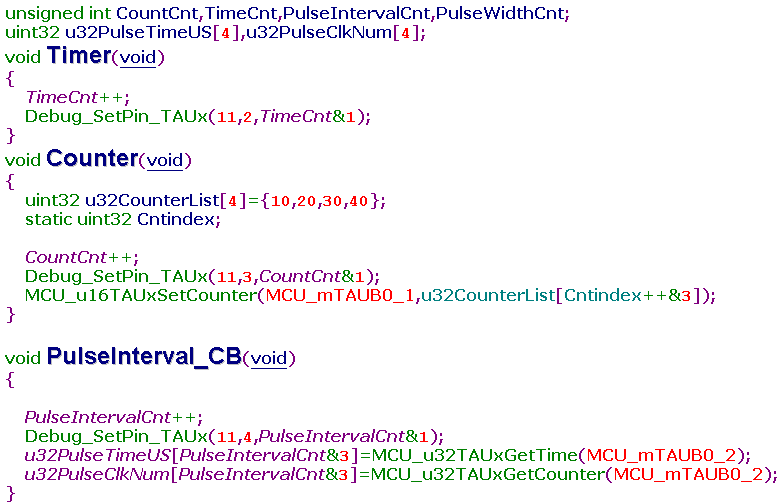 unsigned int CountCnt,TimeCnt,PulseIntervalCnt,PulseWidthCnt;
uint32 u32PulseTimeUS[4],u32PulseClkNum[4];
void Timer(void)
{
TimeCnt++;
Debug_SetPin_TAUx(11,2,TimeCnt&1);
}
void Counter(void)
{
uint32 u32CounterList[4]={10,20,30,40};
static uint32 Cntindex;
CountCnt++;
Debug_SetPin_TAUx(11,3,CountCnt&1);
MCU_u16TAUxSetCounter(MCU_mTAUB0_1,u32CounterList[Cntindex++&3]);
}
void PulseInterval_CB(void)
{
PulseIntervalCnt++;
Debug_SetPin_TAUx(11,4,PulseIntervalCnt&1);
u32PulseTimeUS[PulseIntervalCnt&3]=MCU_u32TAUxGetTime(MCU_mTAUB0_2);
u32PulseClkNum[PulseIntervalCnt&3]=MCU_u32TAUxGetCounter(MCU_mTAUB0_2);
}